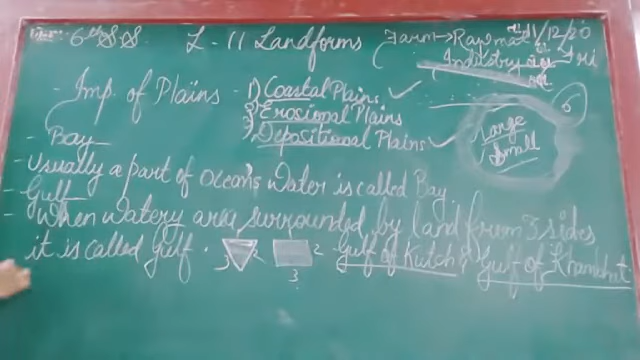 6th S.S L-11 Landforms Farm → Raw mat 11/12/20
Industry Fri
- Imp. of Plains - 1) Coastal Plains ✓
2) Erosional Plains
3) Depositional Plains ✓
Large
Small
6
- Bay
- Usually a part of oceans water is called Bay
- Gulf
- When watery area surrounded by land from 3 sides
it is called Gulf. 3 2 3 Gulf of Kutch & Gulf of Khambhat